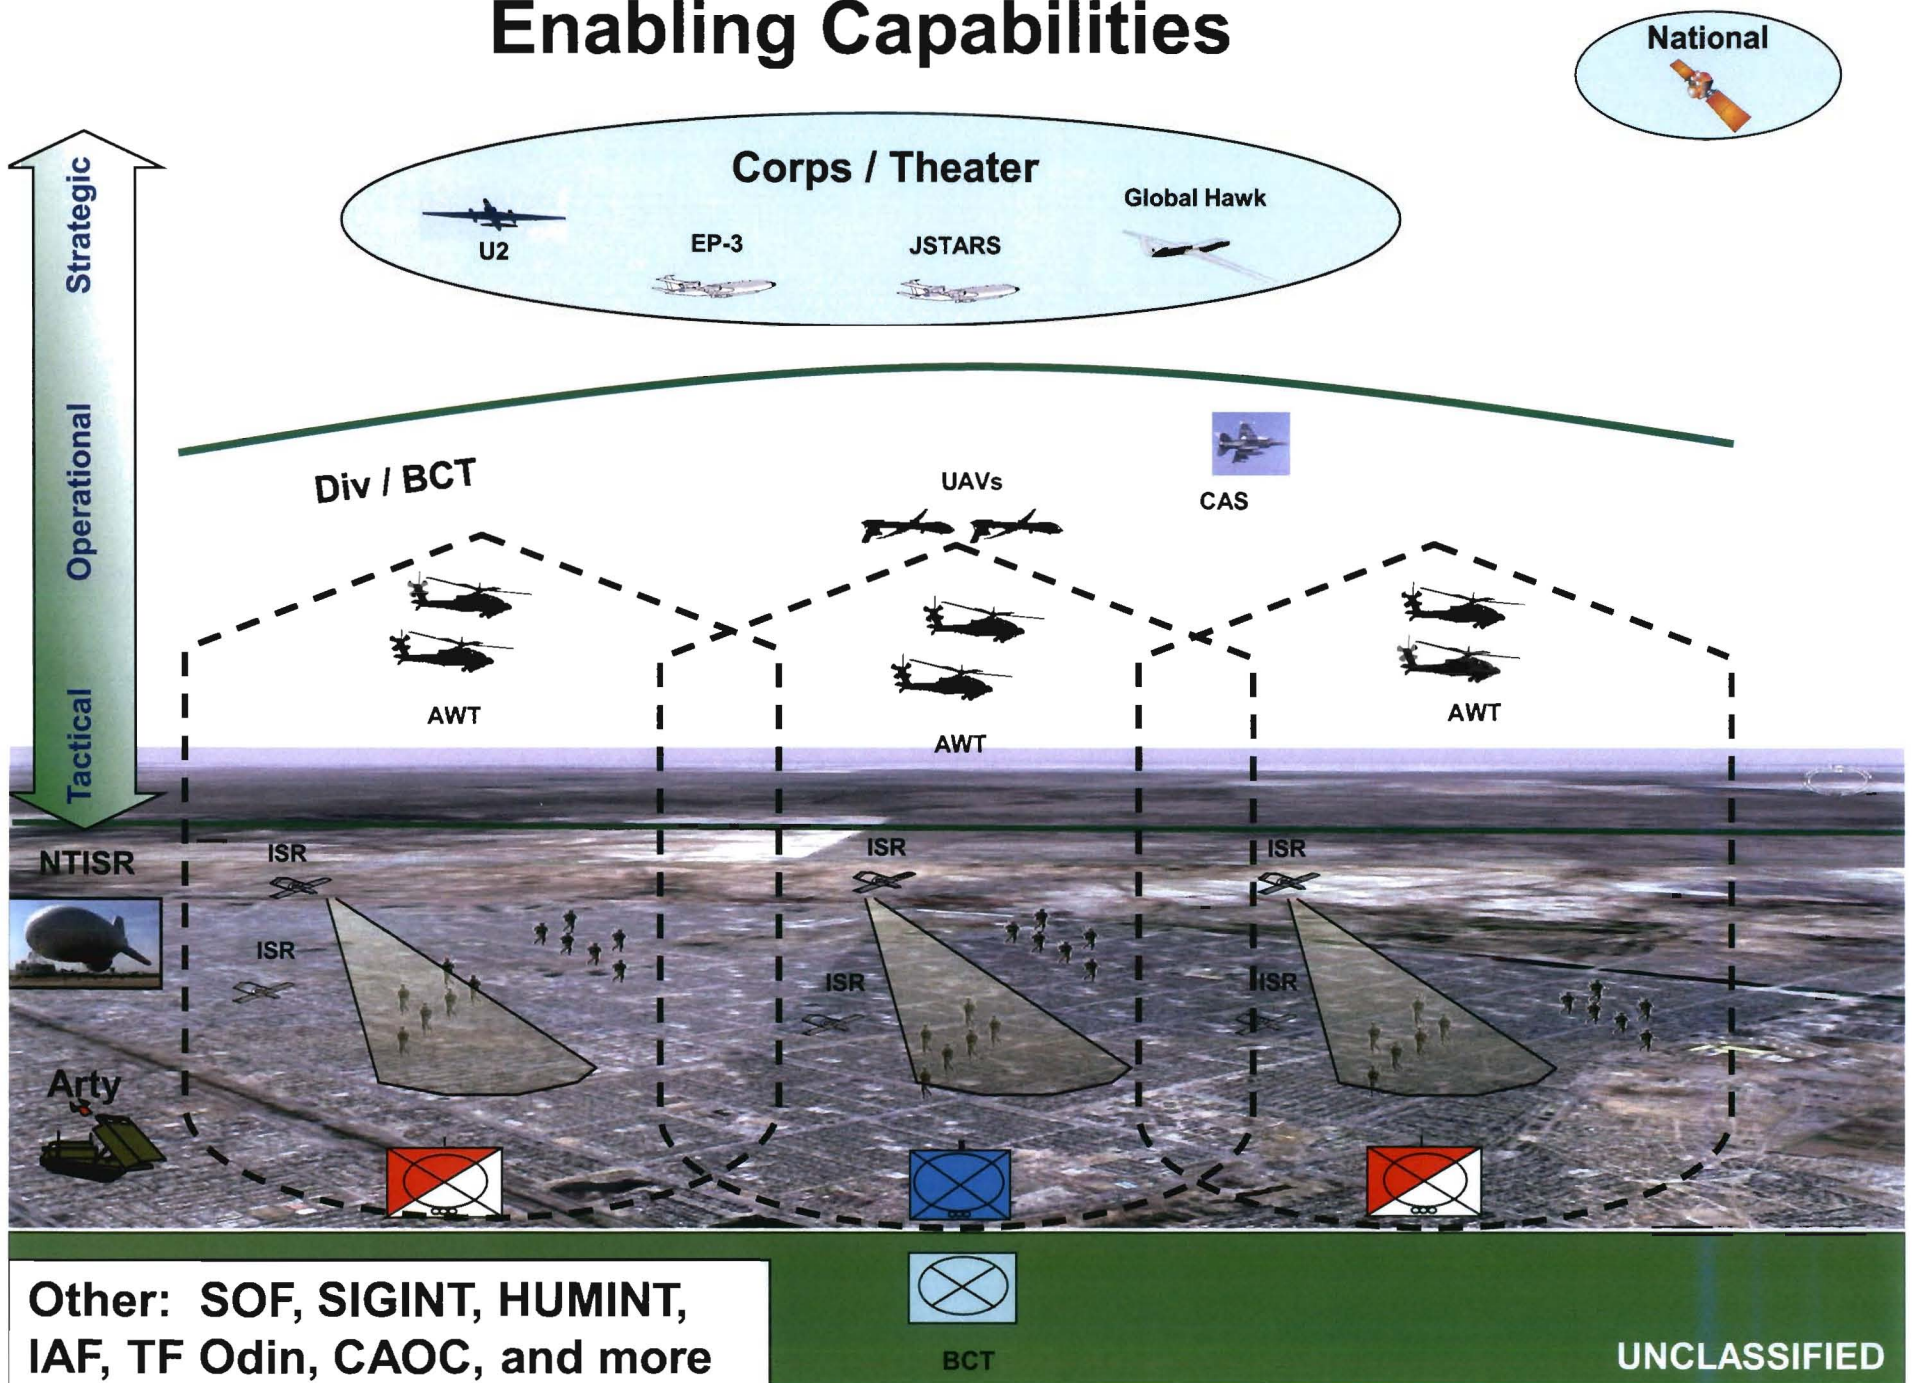 Enabling Capabilities
National
Corps / Theater
Global Hawk
U2
EP-3
JSTARS
Strategic
Operational
Tactical
Div / BCT
UAVs
CAS
AWT
AWT
AWT
NTISR
ISR
ISR
ISR
ISR
ISR
ISR
Arty
Other: SOF, SIGINT, HUMINT,
IAF, TF Odin, CAOC, and more
BCT
UNCLASSIFIED